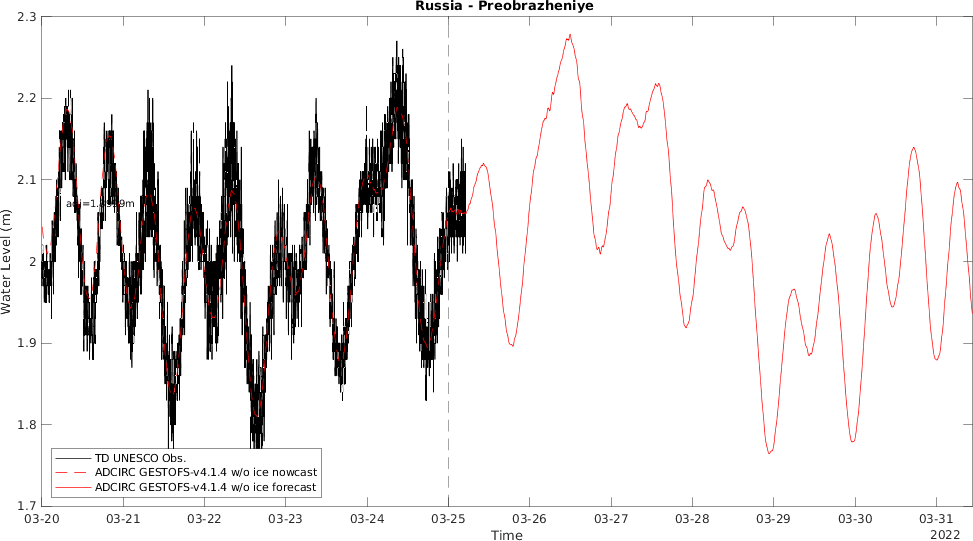 Russia - Preobrazheniye
2.3
2.2
2.1
2
1.9
1.8
1.7
Water Level (m)
TD UNESCO Obs.
ADCIRC GESTOFS-v4.1.4 w/o ice nowcast
ADCIRC GESTOFS-v4.1.4 w/o ice forecast
03-20 03-21 03-22 03-23 03-24 03-25 03-26 03-27 03-28 03-29 03-30 03-31
Time
2022